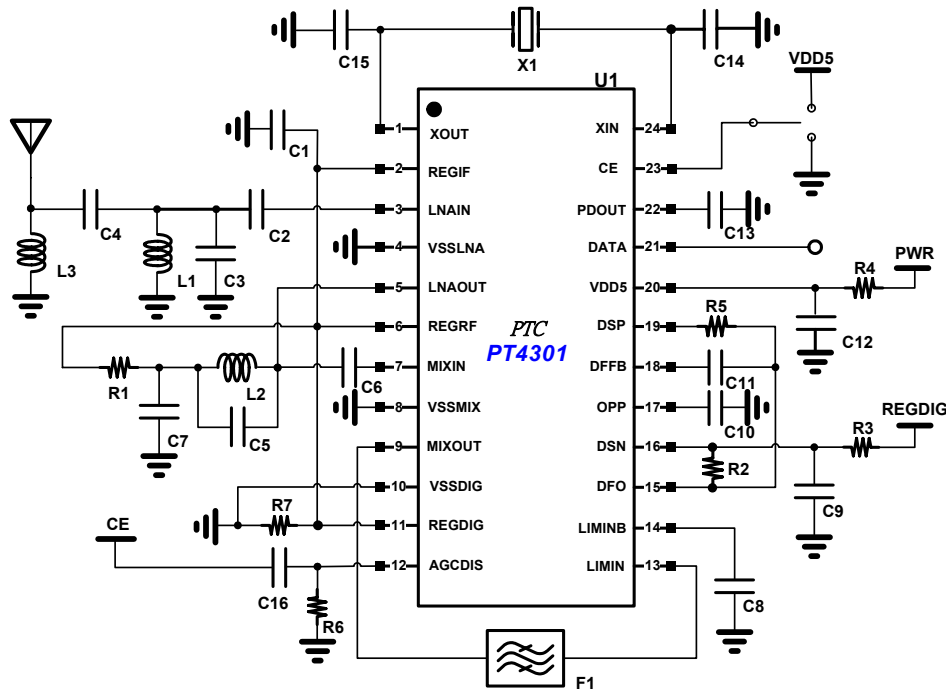 C15
X1
C14
VDD5
U1
C1
1 XOUT
XIN 24
2 REGIF
CE 23
3 LNAIN
PDOUT 22
C4
C2
C13
4 VSSLNA
DATA 21
L3
L1
C3
PWR
R4
5 LNAOUT
VDD5 20
R5
C12
6 REGRF
PTC
DSP 19
PT4301
R1
L2
C6
7 MIXIN
DFFB 18
C11
8 VSSMIX
OPP 17
C10
REGDIG
R3
C7
C5
9 MIXOUT
DSN 16
R2
10 VSSDIG
DFO 15
C9
R7
11 REGDIG
LIMINB 14
CE
12 AGCDIS
LIMIN 13
C16
C8
R6
F1